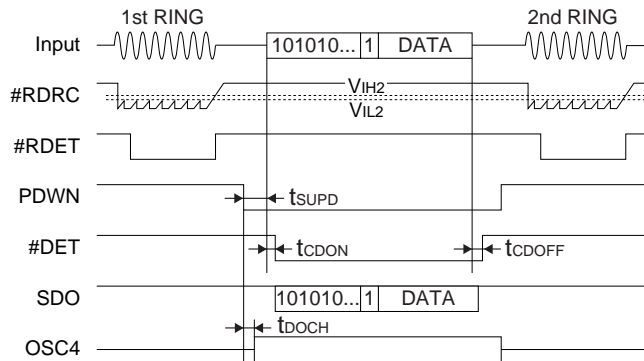 1st RING 2nd RING
Input 101010... 1 DATA
#RDRC VIH2
VIL2
#RDET
PDWN tSUPD
#DET tCDON tCDOFF
SDO 101010... 1 DATA
tDOCH
OSC4